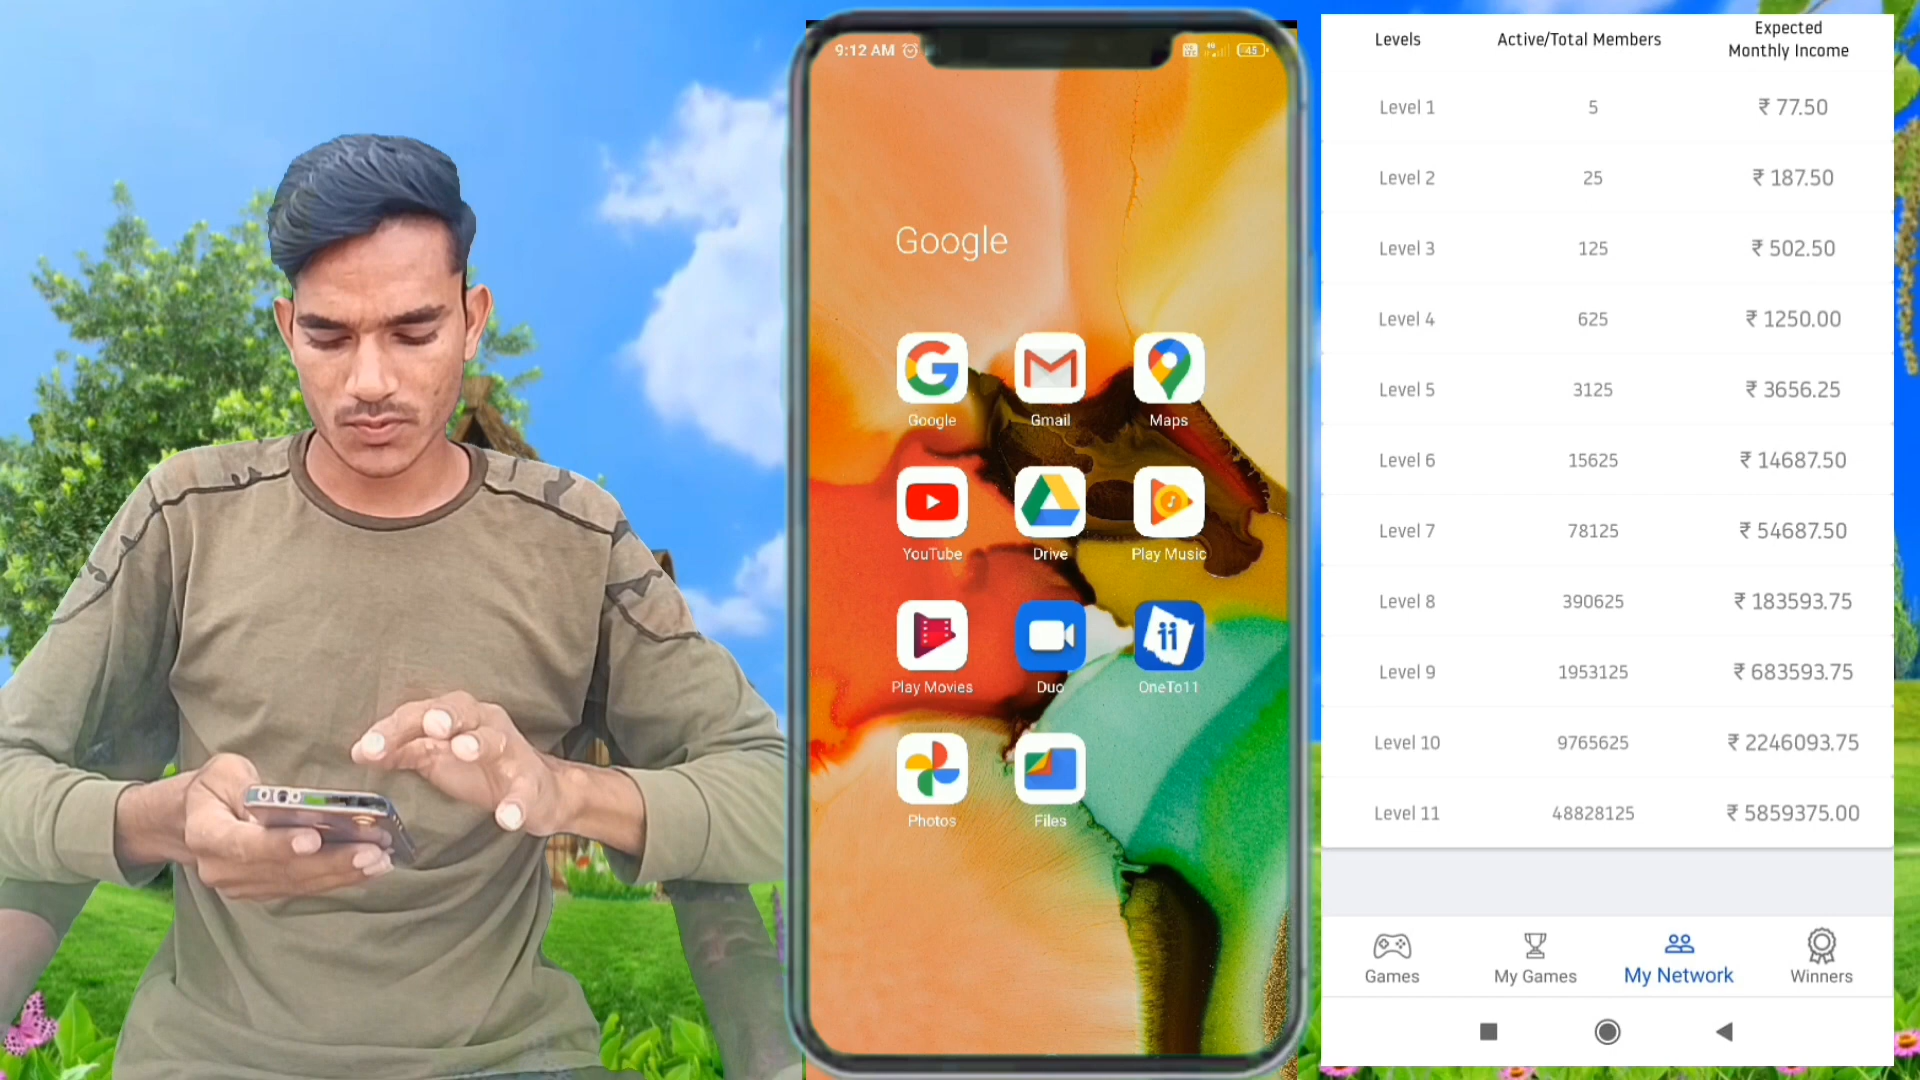 9:12 AM
45
Google
Google Gmail Maps
YouTube Drive Play Music
Play Movies Duo OneTo11
Photos Files
Levels Active/Total Members Expected Monthly Income
Level 1 5 ₹ 77.50
Level 2 25 ₹ 187.50
Level 3 125 ₹ 502.50
Level 4 625 ₹ 1250.00
Level 5 3125 ₹ 3656.25
Level 6 15625 ₹ 14687.50
Level 7 78125 ₹ 54687.50
Level 8 390625 ₹ 183593.75
Level 9 1953125 ₹ 683593.75
Level 10 9765625 ₹ 2246093.75
Level 11 48828125 ₹ 5859375.00
Games My Games My Network Winners